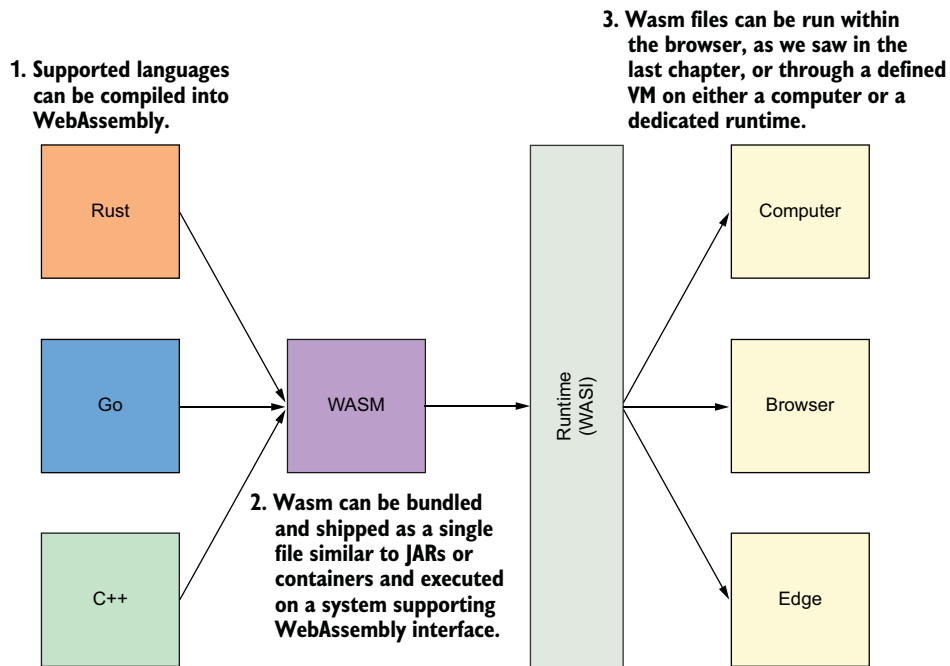 3. Wasm files can be run within
the browser, as we saw in the
last chapter, or through a defined
VM on either a computer or a
dedicated runtime.
1. Supported languages
can be compiled into
WebAssembly.
Rust
Computer
Go
WASM
Runtime
(WASI)
Browser
2. Wasm can be bundled
and shipped as a single
file similar to JARs or
containers and executed
on a system supporting
WebAssembly interface.
C++
Edge